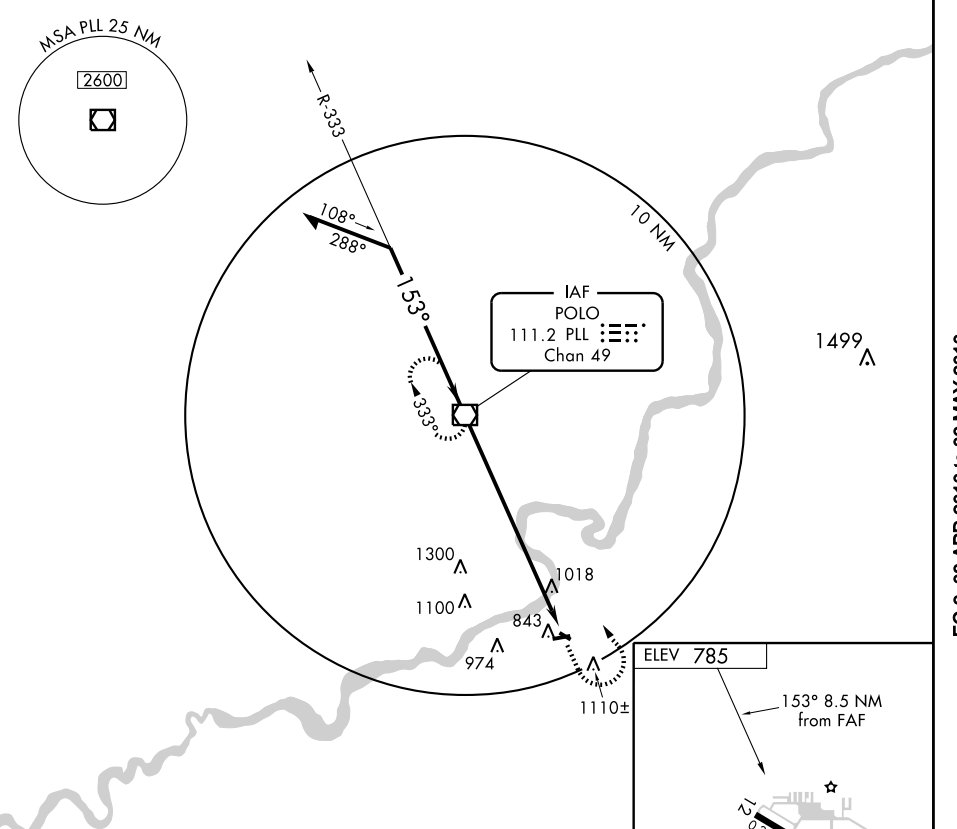 MSA PLL 25 NM
2600
R-333
108°
288°
153°
10 NM
IAF
POLO
111.2 PLL
Chan 49
1499
333°
1300
1018
1100
843
974
1110±
ELEV 785
153° 8.5 NM
from FAF
12